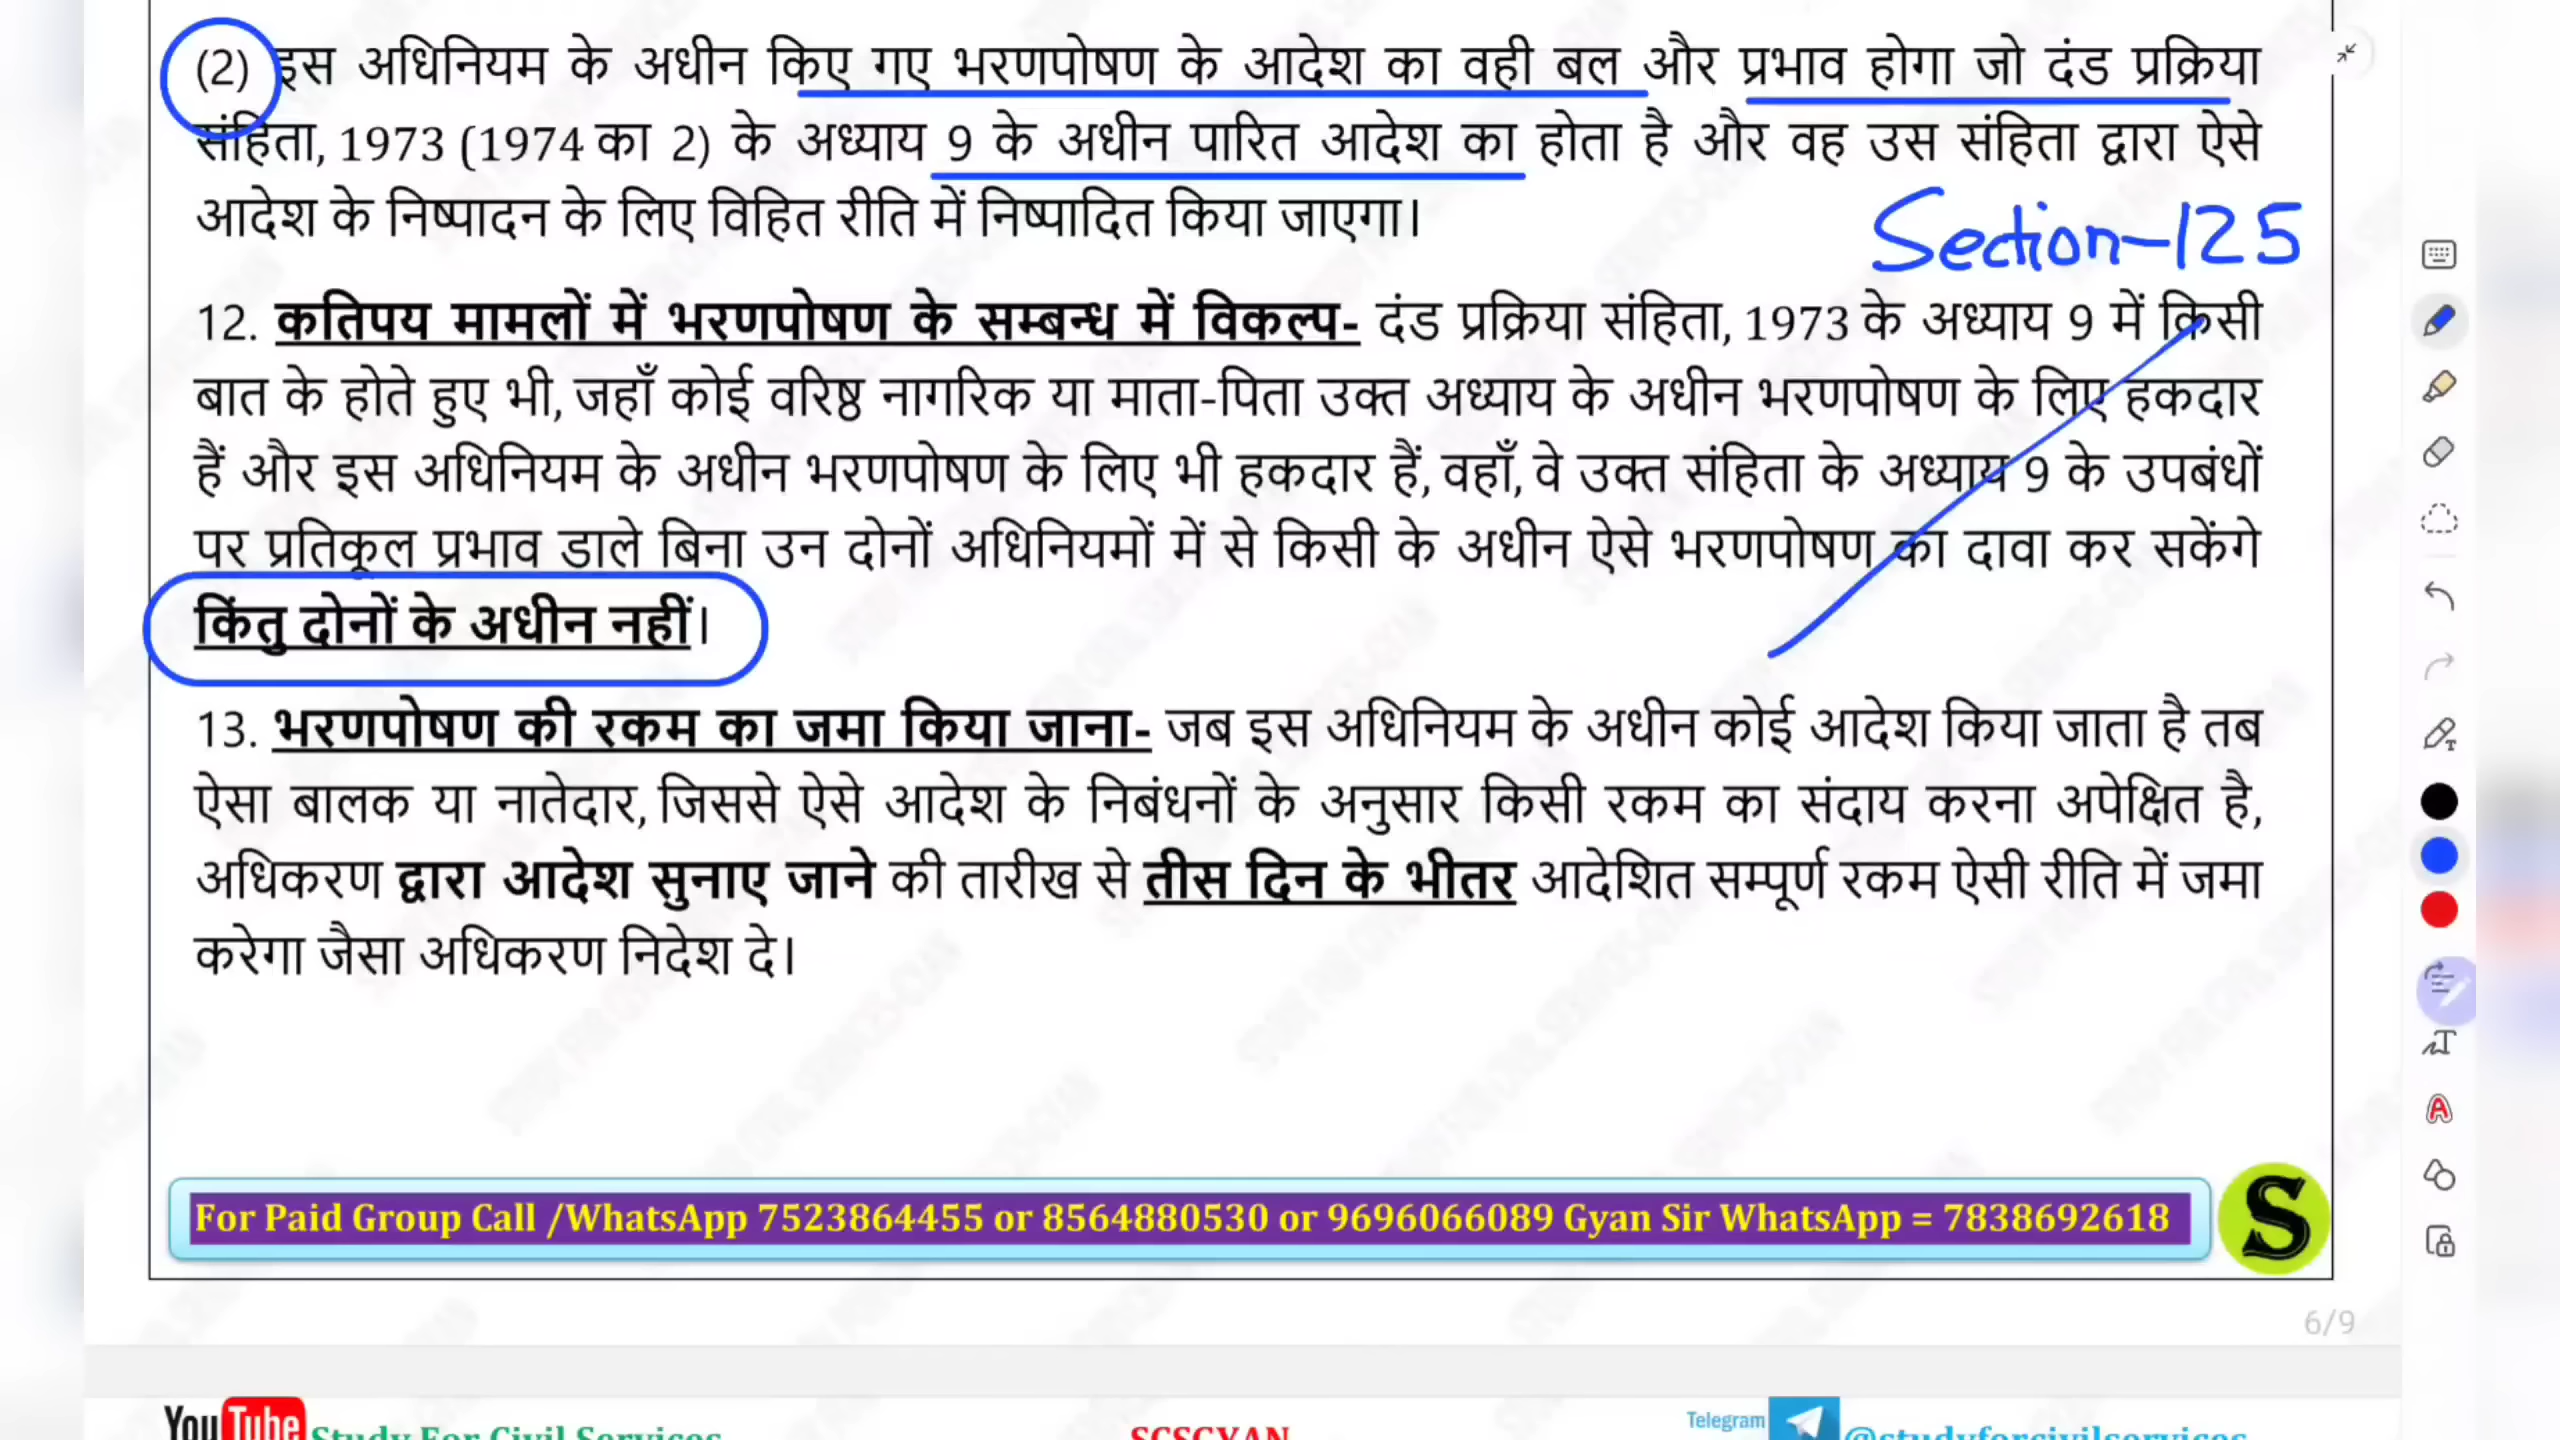 (2) इस अधिनियम के अधीन किए गए भरणपोषण के आदेश का वही बल और प्रभाव होगा जो दंड प्रक्रिया
संहिता, 1973 (1974 का 2) के अध्याय 9 के अधीन पारित आदेश का होता है और वह उस संहिता द्वारा ऐसे
आदेश के निष्पादन के लिए विहित रीति में निष्पादित किया जाएगा।
Section-125
12. कतिपय मामलों में भरणपोषण के सम्बन्ध में विकल्प- दंड प्रक्रिया संहिता, 1973 के अध्याय 9 में किसी
बात के होते हुए भी, जहाँ कोई वरिष्ठ नागरिक या माता-पिता उक्त अध्याय के अधीन भरणपोषण के लिए हकदार
हैं और इस अधिनियम के अधीन भरणपोषण के लिए भी हकदार हैं, वहाँ, वे उक्त संहिता के अध्याय 9 के उपबंधों
पर प्रतिकूल प्रभाव डाले बिना उन दोनों अधिनियमों में से किसी के अधीन ऐसे भरणपोषण का दावा कर सकेंगे
किंतु दोनों के अधीन नहीं।
13. भरणपोषण की रकम का जमा किया जाना- जब इस अधिनियम के अधीन कोई आदेश किया जाता है तब
ऐसा बालक या नातेदार, जिससे ऐसे आदेश के निबंधनों के अनुसार किसी रकम का संदाय करना अपेक्षित है,
अधिकरण द्वारा आदेश सुनाए जाने की तारीख से तीस दिन के भीतर आदेशित सम्पूर्ण रकम ऐसी रीति में जमा
करेगा जैसा अधिकरण निदेश दे।
For Paid Group Call /WhatsApp 7523864455 or 8564880530 or 9696066089 Gyan Sir WhatsApp = 7838692618
S
6/9
YouTube Study For Civil Services SCSGYAN Telegram @studyforcivilservices